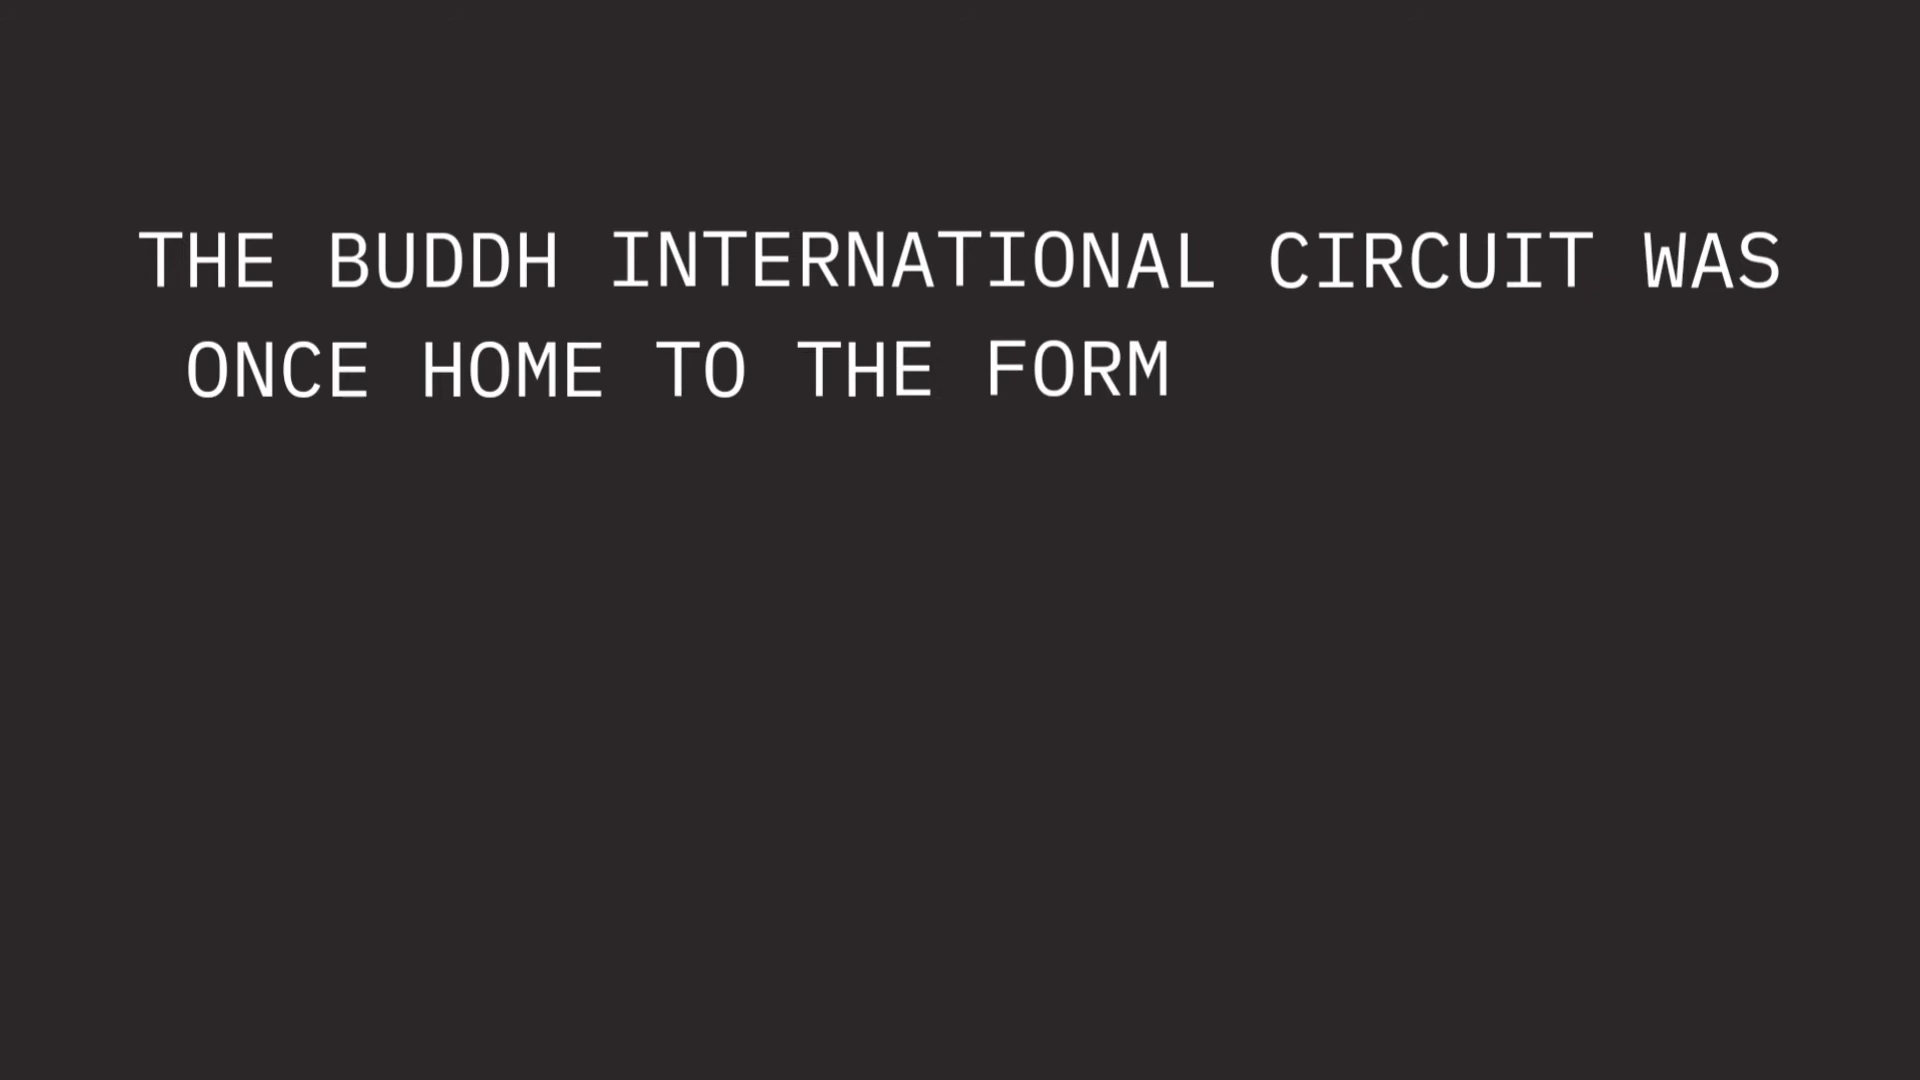 THE BUDDH INTERNATIONAL CIRCUIT WAS
ONCE HOME TO THE FORM